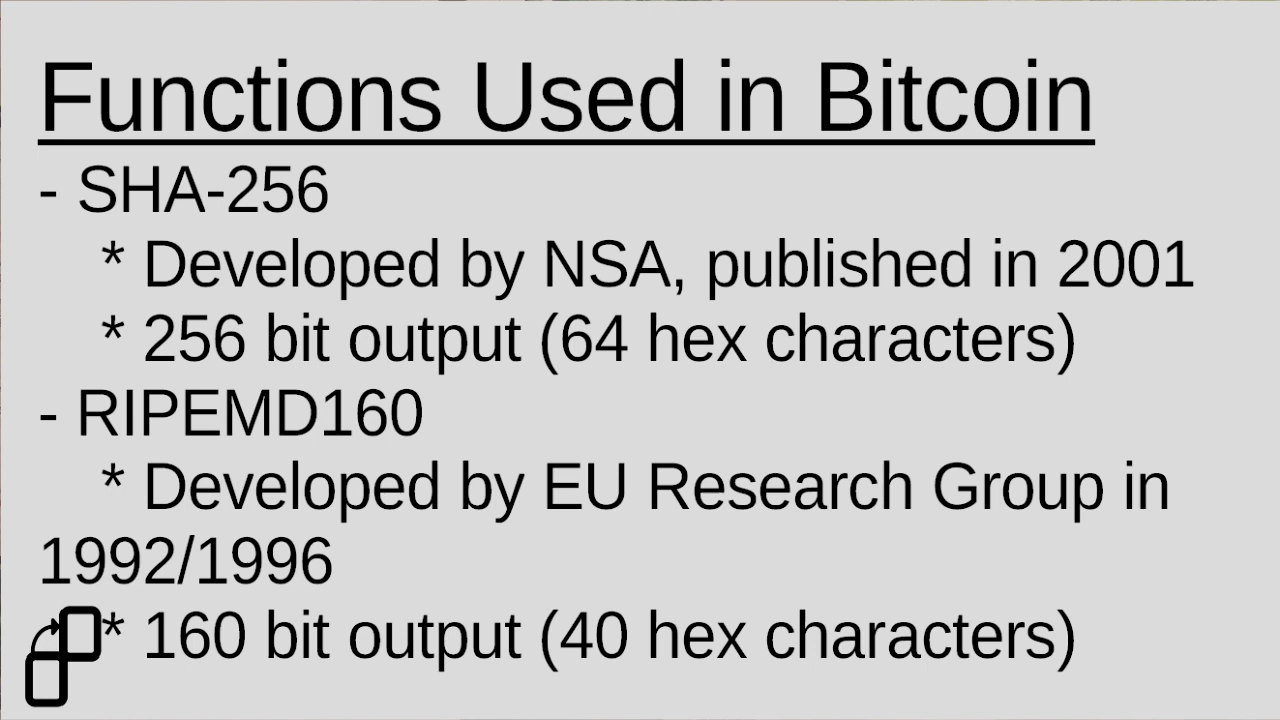 Functions Used in Bitcoin
- SHA-256
* Developed by NSA, published in 2001
* 256 bit output (64 hex characters)
- RIPEMD160
* Developed by EU Research Group in
1992/1996
* 160 bit output (40 hex characters)